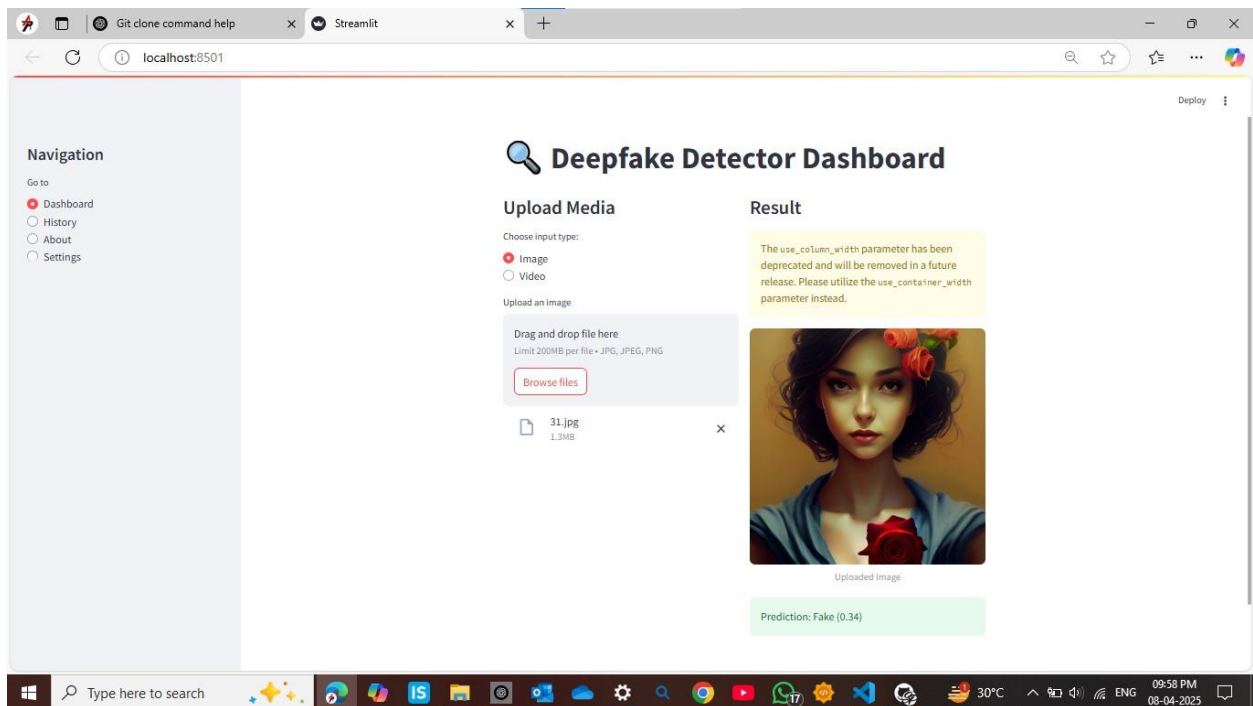 Git clone command help
Streamlit
localhost:8501
Deploy
Navigation
Go to
Dashboard
History
About
Settings
Deepfake Detector Dashboard
Upload Media
Choose input type:
Image
Video
Upload an image
Drag and drop file here
Limit 200MB per file • JPG, JPEG, PNG
Browse files
31.jpg
1.3MB
Result
The use_column_width parameter has been
deprecated and will be removed in a future
release. Please utilize the use_container_width
parameter instead.
Uploaded Image
Prediction: Fake (0.34)
Type here to search
IS
17
30°C
ENG
09:58 PM
08-04-2025